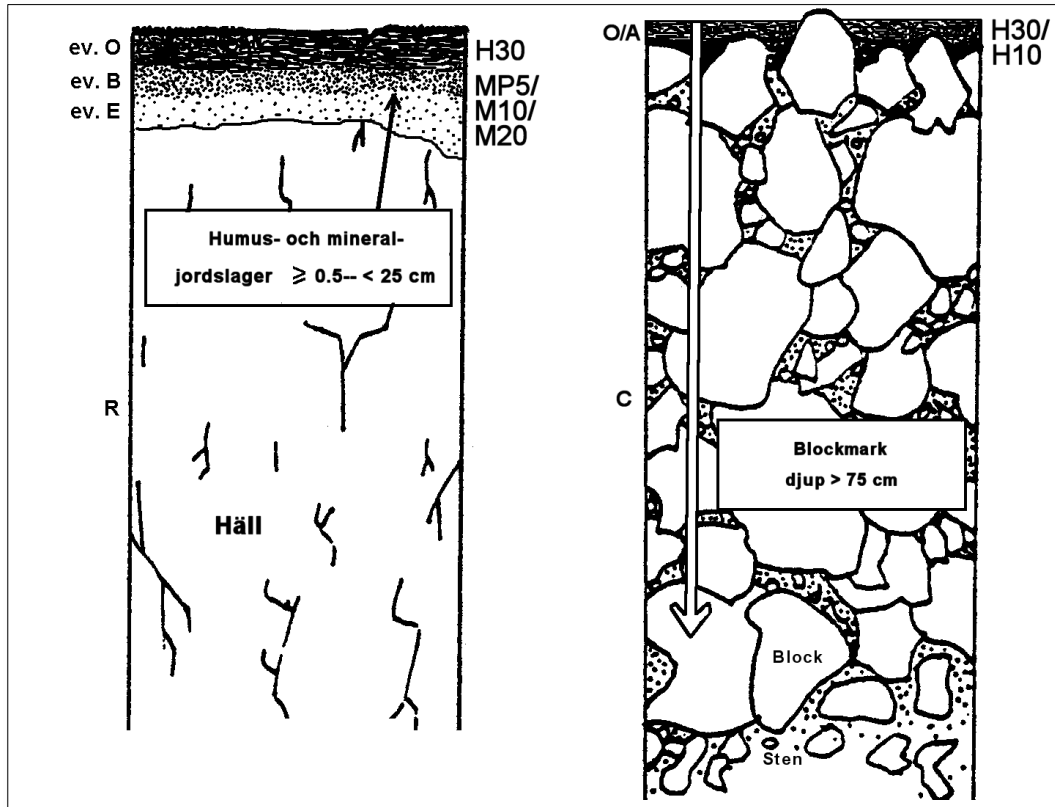 ev. O
ev. B
ev. E
H30
MP5/
M10/
M20
Humus- och mineral-
jordslager ≥ 0.5-- < 25 cm
R
Häll
O/A
H30/
H10
C
Blockmark
djup > 75 cm
Block
Sten